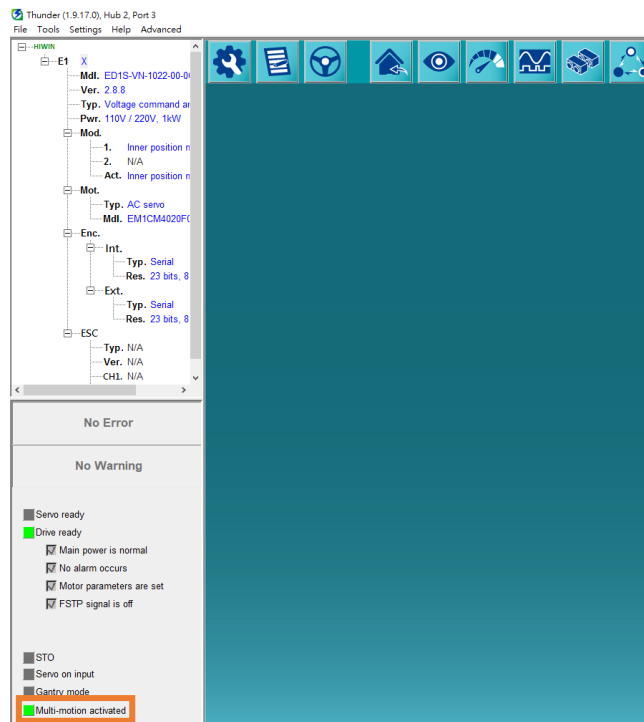 Thunder (1.9.17.0), Hub 2, Port 3
File Tools Settings Help Advanced
HIWIN
E1 X
Mdl. ED1S-VN-1022-00-0
Ver. 2.8.8
Typ. Voltage command an
Pwr. 110V / 220V, 1kW
Mod.
1. Inner position
2. N/A
Act. Inner position
Mot.
Typ. AC servo
Mdl. EM1CM4020F
Enc.
Int.
Typ. Serial
Res. 23 bits, 8
Ext.
Typ. Serial
Res. 23 bits, 8
ESC
Typ. N/A
Ver. N/A
CH1. N/A
No Error
No Warning
Servo ready
Drive ready
Main power is normal
No alarm occurs
Motor parameters are set
FSTP signal is off
STO
Servo on input
Gantry mode
Multi-motion activated